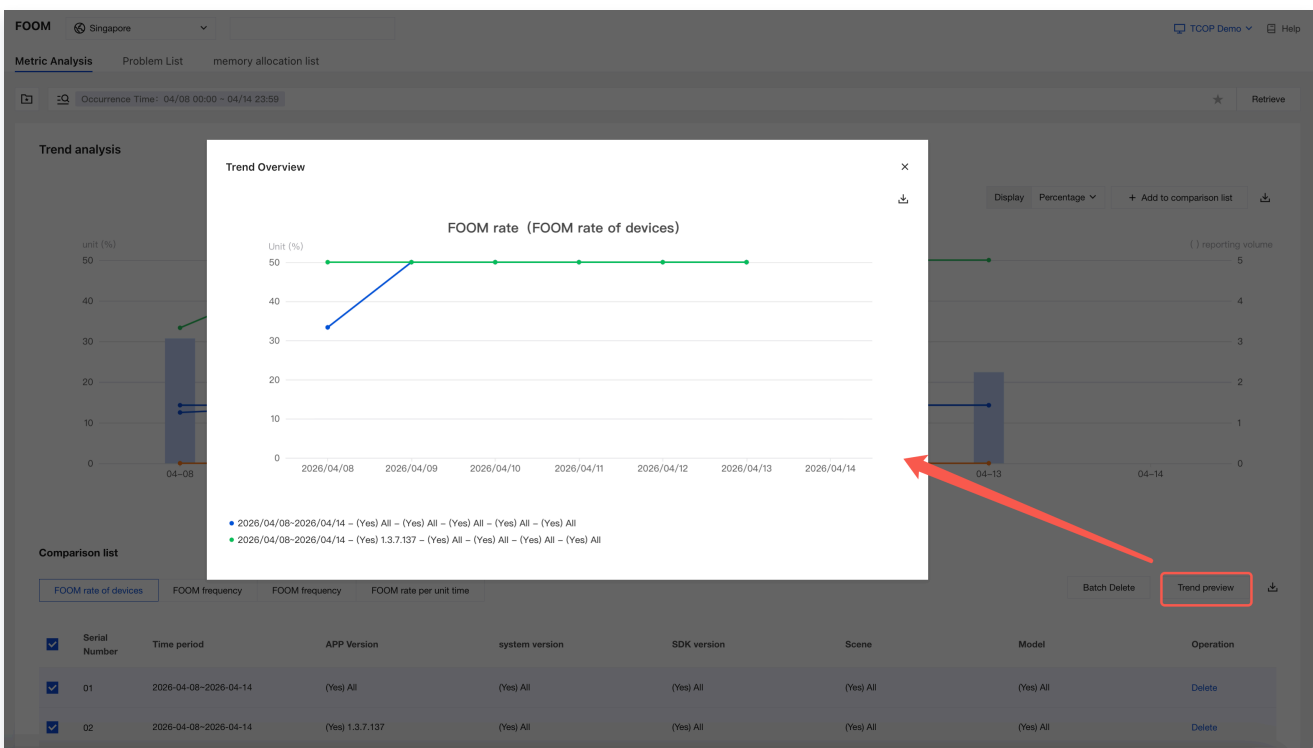 FOOM Singapore TCOP Demo Help
Metric Analysis Problem List memory allocation list
Occurrence Time: 04/08 00:00 - 04/14 23:59 Retrieve
Trend analysis
Display Percentage + Add to comparison list
unit (%) ( ) reporting volume
50 5
40 4
30 3
20 2
10 1
0 0
04-08 04-13 04-14
Trend Overview
FOOM rate（FOOM rate of devices）
Unit (%)
50
40
30
20
10
0
2026/04/08 2026/04/09 2026/04/10 2026/04/11 2026/04/12 2026/04/13 2026/04/14
2026/04/08~2026/04/14 – (Yes) All – (Yes) All – (Yes) All – (Yes) All – (Yes) All
2026/04/08~2026/04/14 – (Yes) 1.3.7.137 – (Yes) All – (Yes) All – (Yes) All – (Yes) All
Comparison list
FOOM rate of devices FOOM frequency FOOM frequency FOOM rate per unit time Batch Delete Trend preview
Serial Number Time period APP Version system version SDK version Scene Model Operation
01 2026-04-08~2026-04-14 (Yes) All (Yes) All (Yes) All (Yes) All (Yes) All Delete
02 2026-04-08~2026-04-14 (Yes) 1.3.7.137 (Yes) All (Yes) All (Yes) All (Yes) All Delete